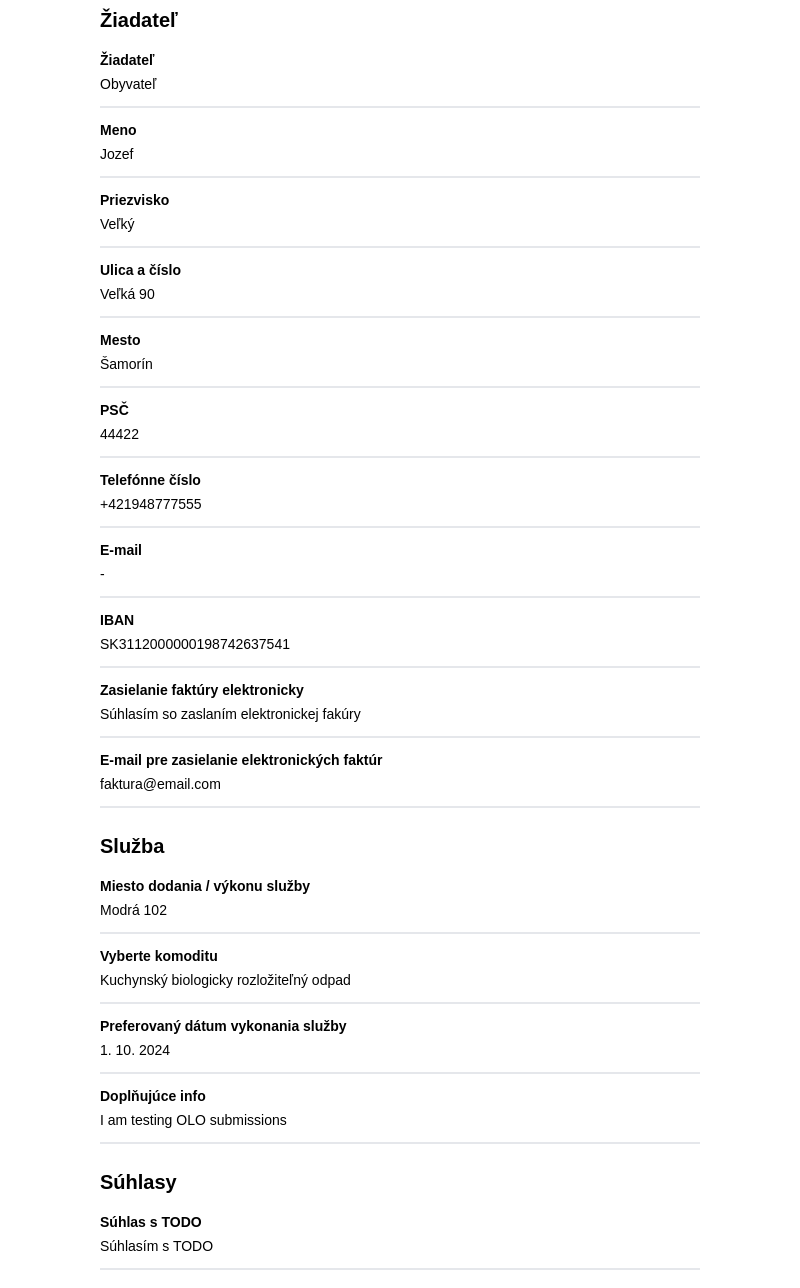 Žiadateľ
Žiadateľ
Obyvateľ
Meno
Jozef
Priezvisko
Veľký
Ulica a číslo
Veľká 90
Mesto
Šamorín
PSČ
44422
Telefónne číslo
+421948777555
E-mail
-
IBAN
SK3112000000198742637541
Zasielanie faktúry elektronicky
Súhlasím so zaslaním elektronickej fakúry
E-mail pre zasielanie elektronických faktúr
faktura@email.com
Služba
Miesto dodania / výkonu služby
Modrá 102
Vyberte komoditu
Kuchynský biologicky rozložiteľný odpad
Preferovaný dátum vykonania služby
1. 10. 2024
Doplňujúce info
I am testing OLO submissions
Súhlasy
Súhlas s TODO
Súhlasím s TODO